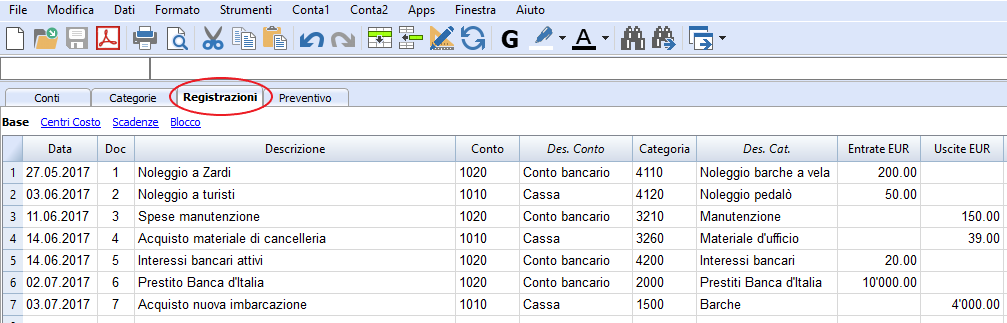 File Modifica Dati Formato Strumenti Conta1 Conta2 Apps Finestra Aiuto
G A
Conti Categorie Registrazioni Preventivo
Base Centri Costo Scadenze Blocco
Data Doc Descrizione Conto Des. Conto Categoria Des. Cat. Entrate EUR Uscite EUR
1 27.05.2017 1 Noleggio a Zardi 1020 Conto bancario 4110 Noleggio barche a vela 200.00
2 03.06.2017 2 Noleggio a turisti 1010 Cassa 4120 Noleggio pedalò 50.00
3 11.06.2017 3 Spese manutenzione 1020 Conto bancario 3210 Manutenzione 150.00
4 14.06.2017 4 Acquisto materiale di cancelleria 1010 Cassa 3260 Materiale d'ufficio 39.00
5 14.06.2017 5 Interessi bancari attivi 1020 Conto bancario 4200 Interessi bancari 20.00
6 02.07.2017 6 Prestito Banca d'Italia 1020 Conto bancario 2000 Prestiti Banca d'Italia 10'000.00
7 03.07.2017 7 Acquisto nuova imbarcazione 1010 Cassa 1500 Barche 4'000.00